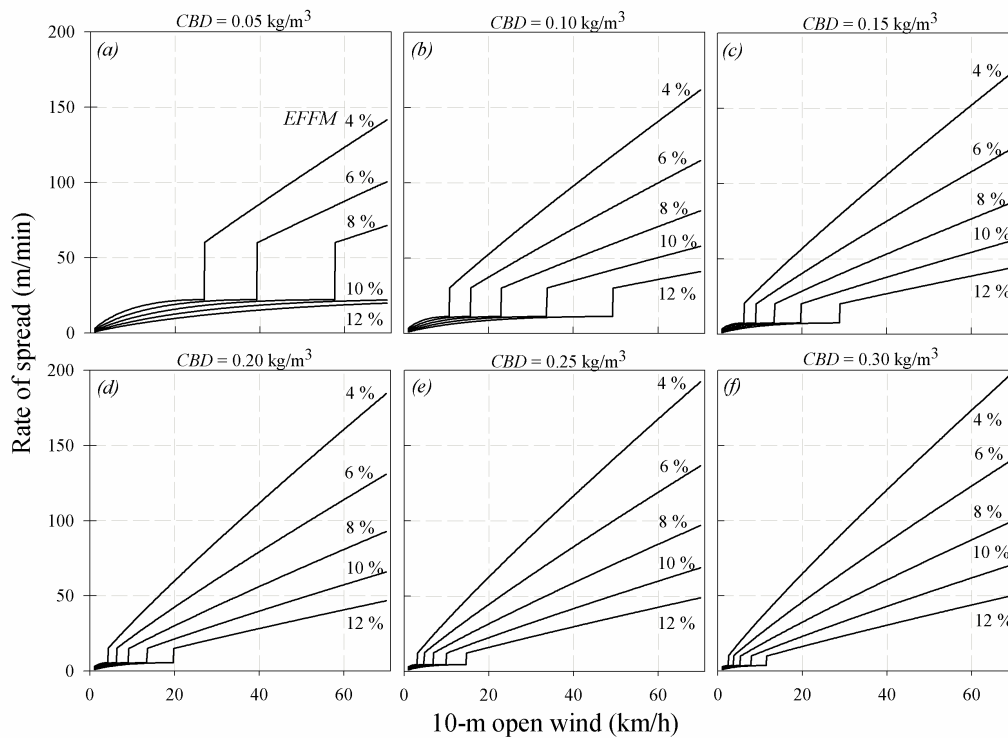 CBD = 0.05 kg/m³
CBD = 0.10 kg/m³
CBD = 0.15 kg/m³
200
150
100
50
0
(a)
EFFM 4 %
6 %
8 %
10 %
12 %
(b)
4 %
6 %
8 %
10 %
12 %
(c)
4 %
6 %
8 %
10 %
12 %
Rate of spread (m/min)
CBD = 0.20 kg/m³
CBD = 0.25 kg/m³
CBD = 0.30 kg/m³
200
150
100
50
0
(d)
4 %
6 %
8 %
10 %
12 %
(e)
4 %
6 %
8 %
10 %
12 %
(f)
4 %
6 %
8 %
10 %
12 %
0 20 40 60
0 20 40 60
0 20 40 60
10-m open wind (km/h)